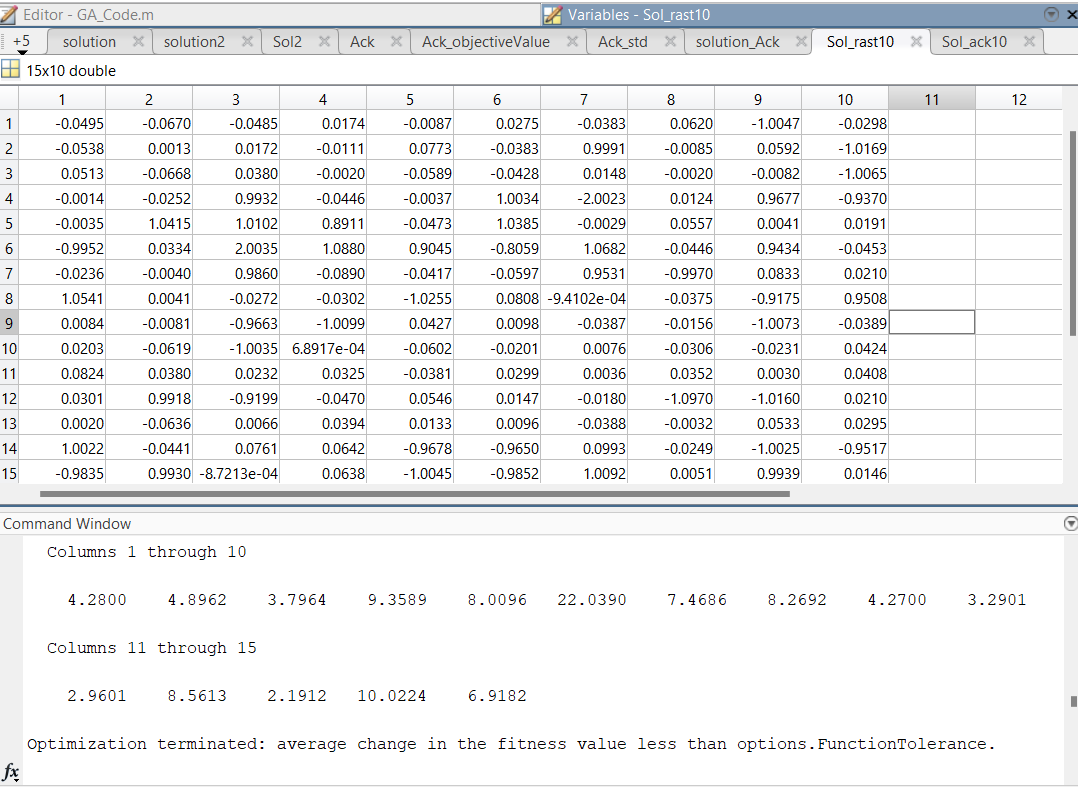 Editor - GA_Code.m Variables - Sol_rast10
+5 solution solution2 Sol2 Ack Ack_objectiveValue Ack_std solution_Ack Sol_rast10 Sol_ack10
15x10 double
1 2 3 4 5 6 7 8 9 10 11 12
1 -0.0495 -0.0670 -0.0485 0.0174 -0.0087 0.0275 -0.0383 0.0620 -1.0047 -0.0298
2 -0.0538 0.0013 0.0172 -0.0111 0.0773 -0.0383 0.9991 -0.0085 0.0592 -1.0169
3 0.0513 -0.0668 0.0380 -0.0020 -0.0589 -0.0428 0.0148 -0.0020 -0.0082 -1.0065
4 -0.0014 -0.0252 0.9932 -0.0446 -0.0037 1.0034 -2.0023 0.0124 0.9677 -0.9370
5 -0.0035 1.0415 1.0102 0.8911 -0.0473 1.0385 -0.0029 0.0557 0.0041 0.0191
6 -0.9952 0.0334 2.0035 1.0880 0.9045 -0.8059 1.0682 -0.0446 0.9434 -0.0453
7 -0.0236 -0.0040 0.9860 -0.0890 -0.0417 -0.0597 0.9531 -0.9970 0.0833 0.0210
8 1.0541 0.0041 -0.0272 -0.0302 -1.0255 0.0808 -9.4102e-04 -0.0375 -0.9175 0.9508
9 0.0084 -0.0081 -0.9663 -1.0099 0.0427 0.0098 -0.0387 -0.0156 -1.0073 -0.0389
10 0.0203 -0.0619 -1.0035 6.8917e-04 -0.0602 -0.0201 0.0076 -0.0306 -0.0231 0.0424
11 0.0824 0.0380 0.0232 0.0325 -0.0381 0.0299 0.0036 0.0352 0.0030 0.0408
12 0.0301 0.9918 -0.9199 -0.0470 0.0546 0.0147 -0.0180 -1.0970 -1.0160 0.0210
13 0.0020 -0.0636 0.0066 0.0394 0.0133 0.0096 -0.0388 -0.0032 0.0533 0.0295
14 1.0022 -0.0441 0.0761 0.0642 -0.9678 -0.9650 0.0993 -0.0249 -1.0025 -0.9517
15 -0.9835 0.9930 -8.7213e-04 0.0638 -1.0045 -0.9852 1.0092 0.0051 0.9939 0.0146
Command Window
Columns 1 through 10
4.2800 4.8962 3.7964 9.3589 8.0096 22.0390 7.4686 8.2692 4.2700 3.2901
Columns 11 through 15
2.9601 8.5613 2.1912 10.0224 6.9182
Optimization terminated: average change in the fitness value less than options.FunctionTolerance.
fx